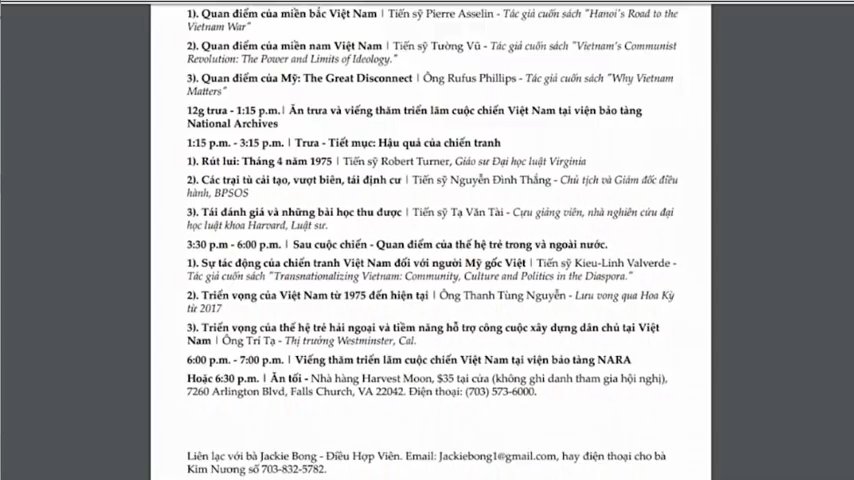 1). Quan điểm của miền bắc Việt Nam | Tiến sỹ Pierre Asselin - Tác giả cuốn sách "Hanoi's Road to the
Vietnam War"
2). Quan điểm của miền nam Việt Nam | Tiến sỹ Tường Vũ - Tác giả cuốn sách "Vietnam's Communist
Revolution: The Power and Limits of Ideology."
3). Quan điểm của Mỹ: The Great Disconnect | Ông Rufus Phillips - Tác giả cuốn sách "Why Vietnam
Matters"
12g trưa - 1:15 p.m.| Ăn trưa và viếng thăm triển lãm cuộc chiến Việt Nam tại viện bảo tàng
National Archives
1:15 p.m. - 3:15 p.m. | Trưa - Tiết mục: Hậu quả của chiến tranh
1). Rút lui: Tháng 4 năm 1975 | Tiến sỹ Robert Turner, Giáo sư Đại học luật Virginia
2). Các trại tù cải tạo, vượt biên, tái định cư | Tiến sỹ Nguyễn Đình Thắng - Chủ tịch và Giám đốc điều
hành, BPSOS
3). Tái đánh giá và những bài học thu được | Tiến sỹ Tạ Văn Tài - Cựu giảng viên, nhà nghiên cứu đại
học luật khoa Harvard, Luật sư.
3:30 p.m - 6:00 p.m. | Sau cuộc chiến - Quan điểm của thế hệ trẻ trong và ngoài nước.
1). Sự tác động của chiến tranh Việt Nam đối với người Mỹ gốc Việt | Tiến sỹ Kieu-Linh Valverde -
Tác giả cuốn sách "Transnationalizing Vietnam: Community, Culture and Politics in the Diaspora."
2). Triển vọng của Việt Nam từ 1975 đến hiện tại | Ông Thanh Tùng Nguyễn - Lưu vong qua Hoa Kỳ
từ 2017
3). Triển vọng của thế hệ trẻ hải ngoại và tiềm năng hỗ trợ công cuộc xây dựng dân chủ tại Việt
Nam | Ông Trí Tạ - Thị trưởng Westminster, Cal.
6:00 p.m. - 7:00 p.m. | Viếng thăm triển lãm cuộc chiến Việt Nam tại viện bảo tàng NARA
Hoặc 6:30 p.m. | Ăn tối - Nhà hàng Harvest Moon, $35 tại cửa (không ghi danh tham gia hội nghị),
7260 Arlington Blvd, Falls Church, VA 22042. Điện thoại: (703) 573-6000.
Liên lạc với bà Jackie Bong - Điều Hợp Viên. Email: Jackiebong1@gmail.com, hay điện thoại cho bà
Kim Nương số 703-832-5782.